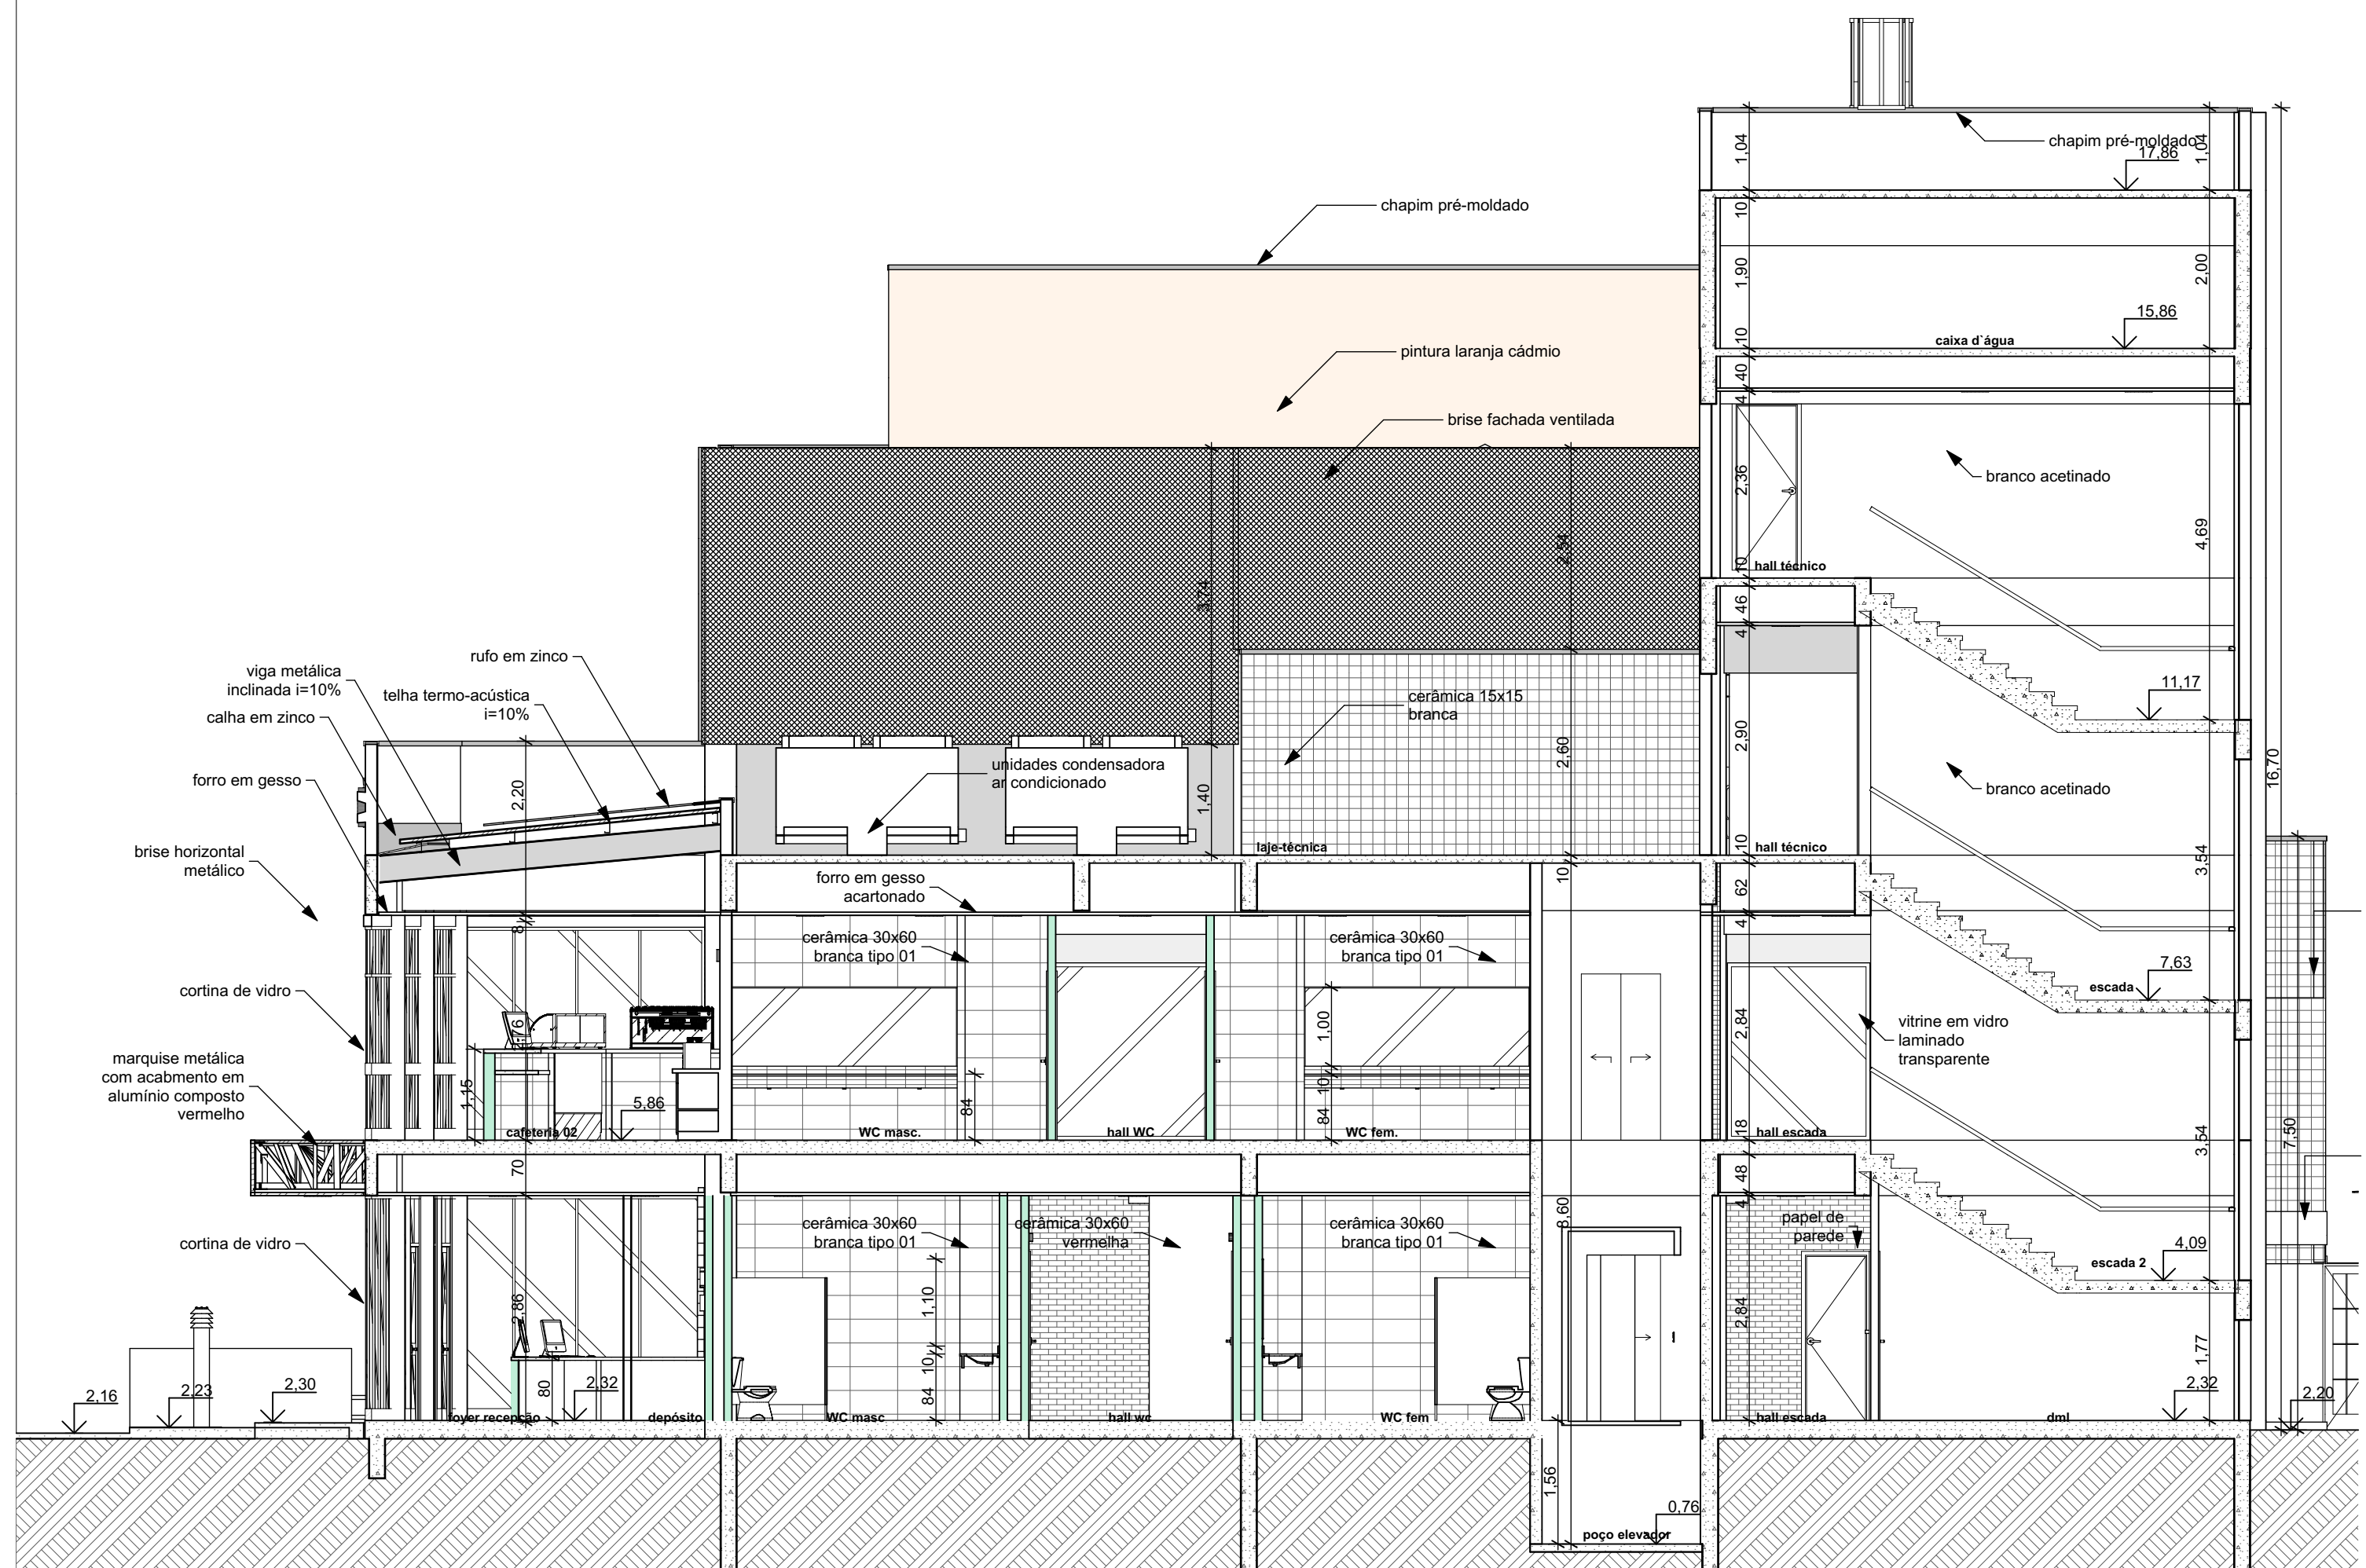 chapim pré-moldado
17,86
1,04
1,04
chapim pré-moldado
10
1,90
2,00
15,86
caixa d`água
10
40
4
pintura laranja cádmio
brise fachada ventilada
branco acetinado
2,36
2,54
4,69
3,74
10
hall técnico
46
4
rufo em zinco
viga metálica
inclinada i=10%
telha termo-acústica
i=10%
calha em zinco
cerâmica 15x15
branca
11,17
2,90
2,60
16,70
forro em gesso
2,20
unidades condensadora
ar condicionado
1,40
branco acetinado
brise horizontal
metálico
laje-técnica
10
hall técnico
10
3,54
forro em gesso
acartonado
62
4
8
cerâmica 30x60
branca tipo 01
cerâmica 30x60
branca tipo 01
cortina de vidro
7,63
escada
2,76
1,00
2,84
vitrine em vidro
laminado
transparente
marquise metálica
com acabmento em
alumínio composto
vermelho
1,15
5,86
84
10
84
cafeteria 02
WC masc.
hall WC
WC fem.
18
hall escada
3,54
7,50
70
48
4
3,60
cerâmica 30x60
branca tipo 01
cerâmica 30x60
vermelha
cerâmica 30x60
branca tipo 01
papel de
parede
cortina de vidro
4,09
escada 2
2,86
1,10
2,84
1,77
10
84
80
2,16
2,23
2,30
2,32
2,32
2,20
foyer recepção
depósito
WC masc
hall wc
WC fem
hall escada
dml
1,56
0,76
poço elevador